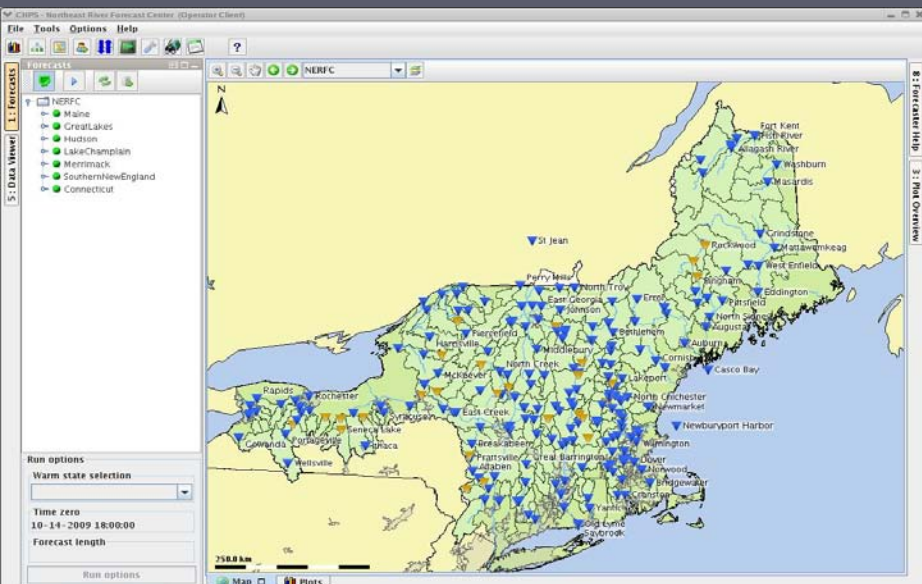 CHPS - Northeast River Forecast Center (Operator Client)
File Tools Options Help
?
Forecasts
NERFC
1 : Forecasts
5 : Data Viewer
NERFC
Maine
GreatLakes
Hudson
LakeChamplain
Merrimack
SouthernNewEngland
Connecticut
Run options
Warm state selection
Time zero
10-14-2009 18:00:00
Forecast length
Run options
8 : Forecaster Help
3 : Plot Overview
N
Fort Kent
Fish River
Allagash River
Washburn
Masardis
Grindstone
St Jean
Rockwood
Mattawamkeag
West Enfield
Perry Mills
North Troy
Bingham
Eddington
East Georgia
Errol
Pittsfield
Johnson
North Sidney
Piercefield
Bethlehem
Augusta
Harrisville
Middlebury
Auburn
North Creek
Cornish
McKeever
Lakeport
Casco Bay
Rapids
Rochester
North Chichester
Newmarket
Syracuse
East Creek
Newburyport Harbor
Seneca Lake
Gowanda
Portageville
Ithaca
Breakabeen
Wilmington
Prattsville
Great Barrington
Dover
Wellsville
Allaben
Norwood
Bridgewater
Cranston
Yantic
Old Lyme
Saybrook
250.0 km
Map
Plots